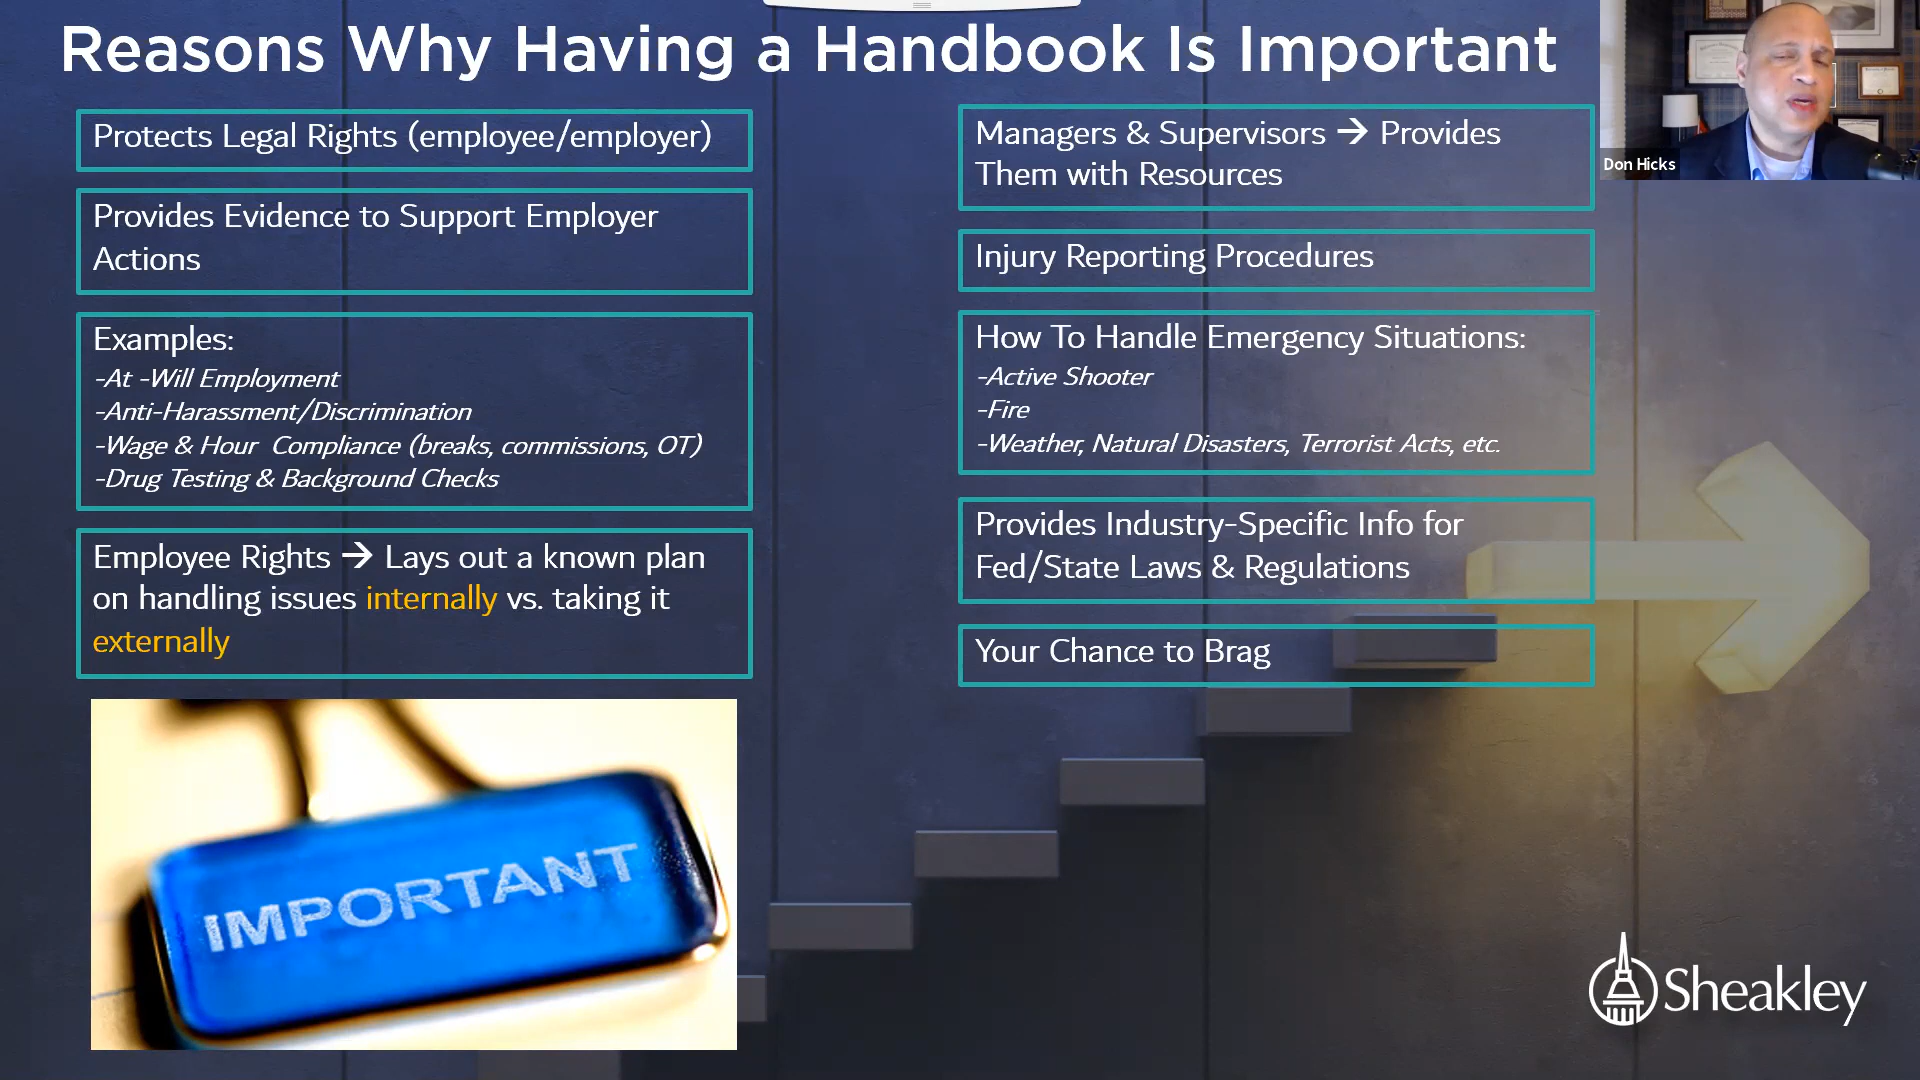 Reasons Why Having a Handbook Is Important
Protects Legal Rights (employee/employer)
Provides Evidence to Support Employer
Actions
Examples:
-At -Will Employment
-Anti-Harassment/Discrimination
-Wage & Hour  Compliance (breaks, commissions, OT)
-Drug Testing & Background Checks
Employee Rights → Lays out a known plan
on handling issues internally vs. taking it
externally
IMPORTANT
Managers & Supervisors → Provides
Them with Resources
Injury Reporting Procedures
How To Handle Emergency Situations:
-Active Shooter
-Fire
-Weather, Natural Disasters, Terrorist Acts, etc.
Provides Industry-Specific Info for
Fed/State Laws & Regulations
Your Chance to Brag
Don Hicks
Sheakley